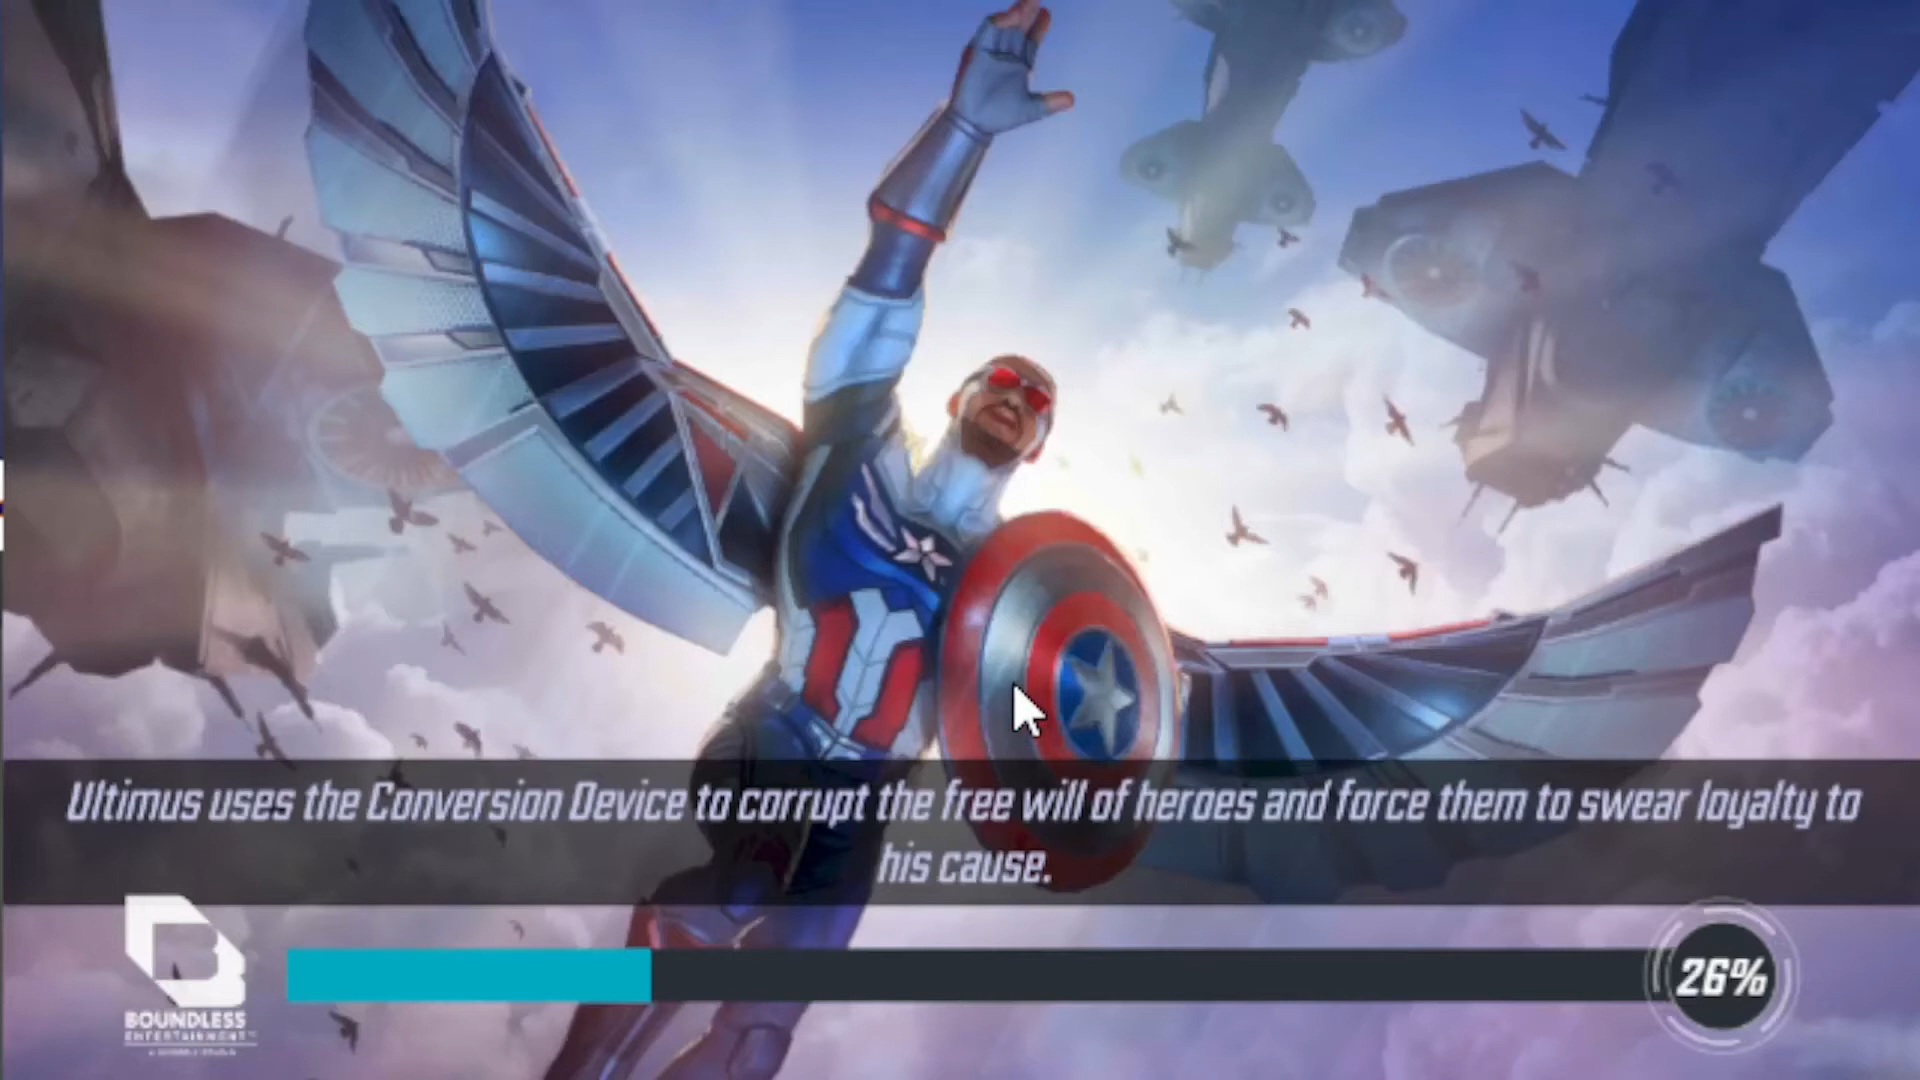 Ultimus uses the Conversion Device to corrupt the free will of heroes and force them to swear loyalty to
his cause.
26%
BOUNDLESS
ENTERTAINMENT